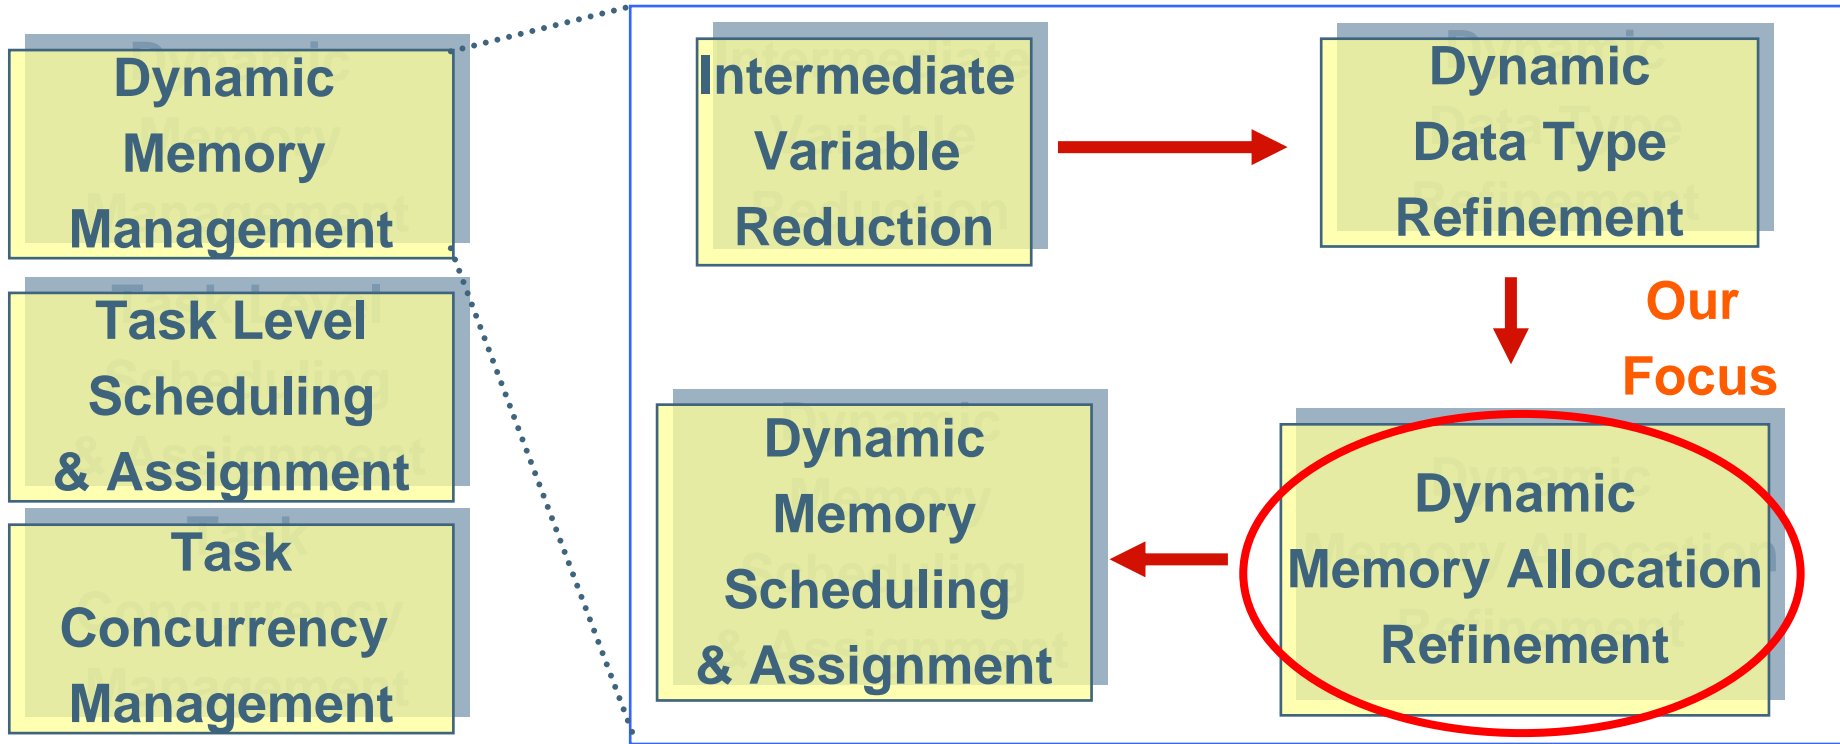 Dynamic
Memory
Management
Task Level
Scheduling
& Assignment
Task
Concurrency
Management
Intermediate
Variable
Reduction
Dynamic
Data Type
Refinement
Our
Focus
Dynamic
Memory Allocation
Refinement
Dynamic
Memory
Scheduling
& Assignment